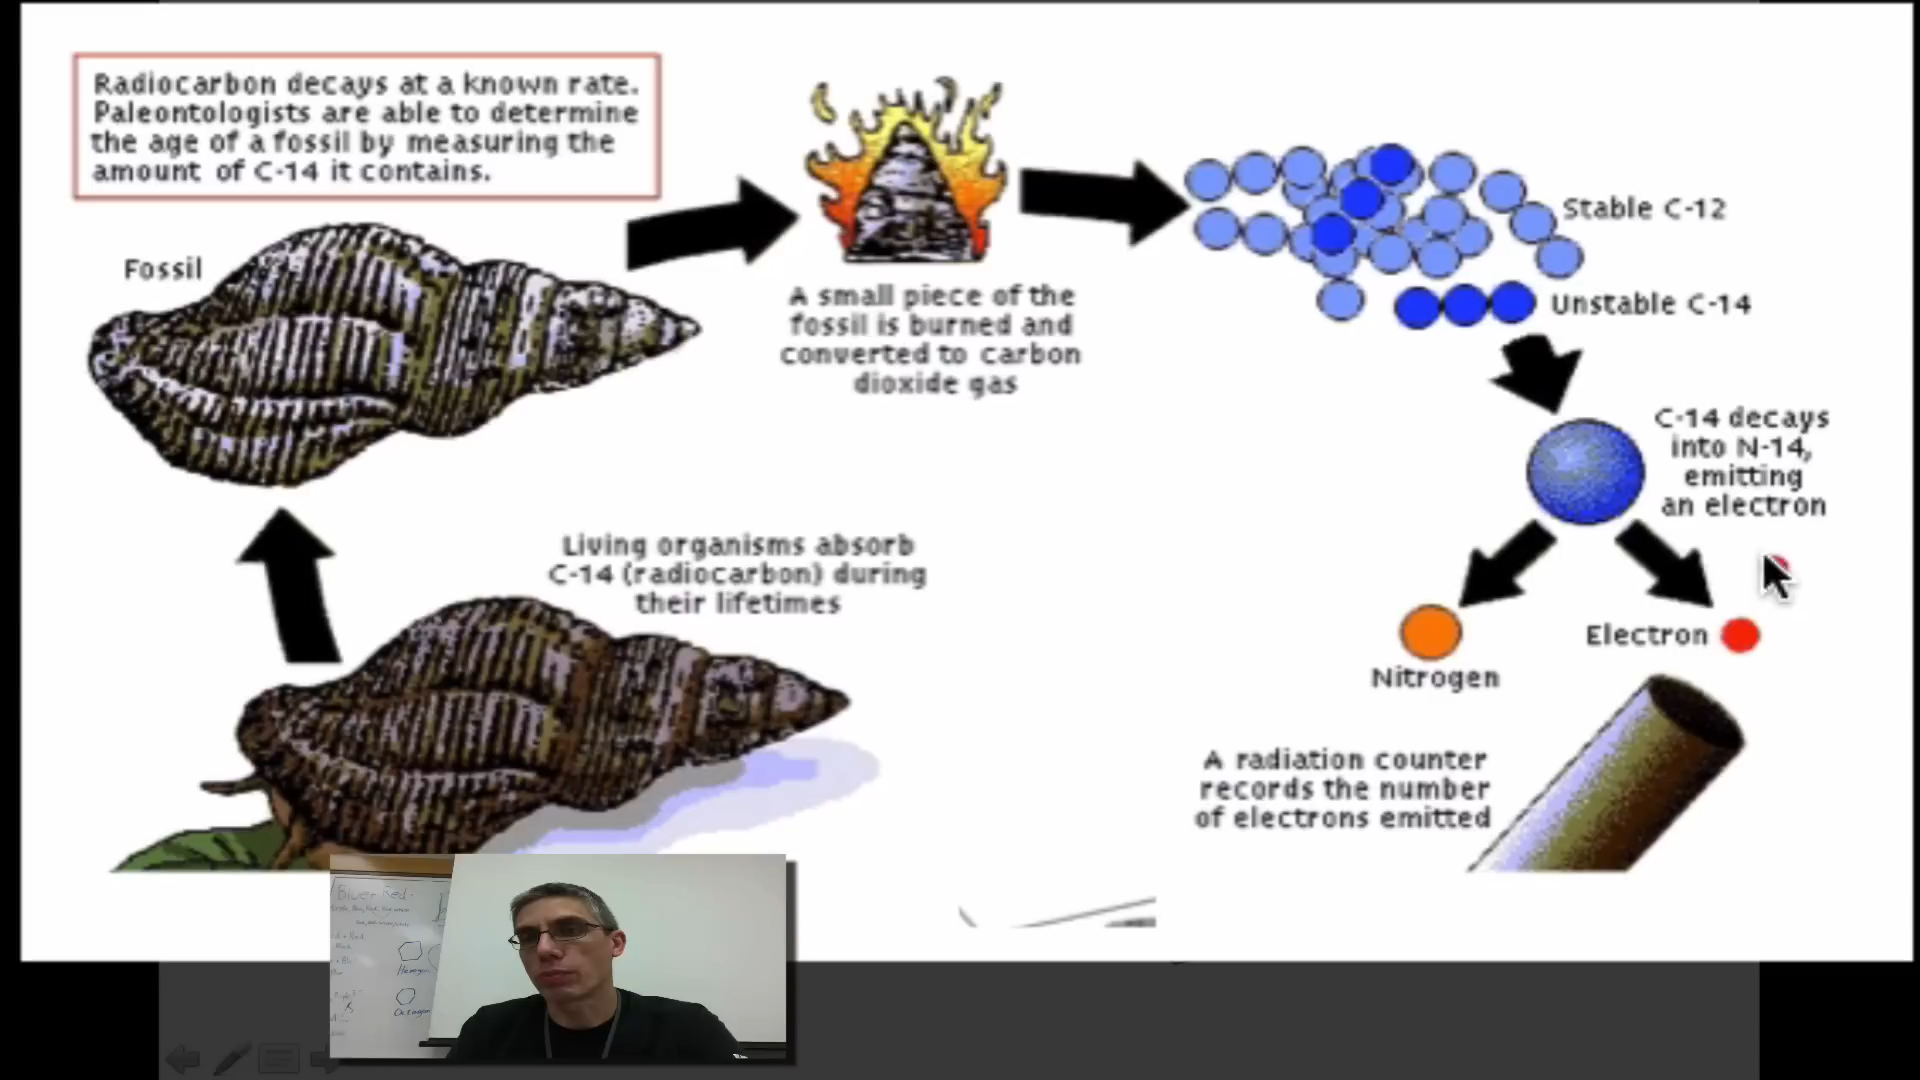 Radiocarbon decays at a known rate.
Paleontologists are able to determine
the age of a fossil by measuring the
amount of C-14 it contains.
Fossil
A small piece of the
fossil is burned and
converted to carbon
dioxide gas
Stable C-12
Unstable C-14
C-14 decays
into N-14,
emitting
an electron
Living organisms absorb
C-14 (radiocarbon) during
their lifetimes
Electron
Nitrogen
A radiation counter
records the number
of electrons emitted